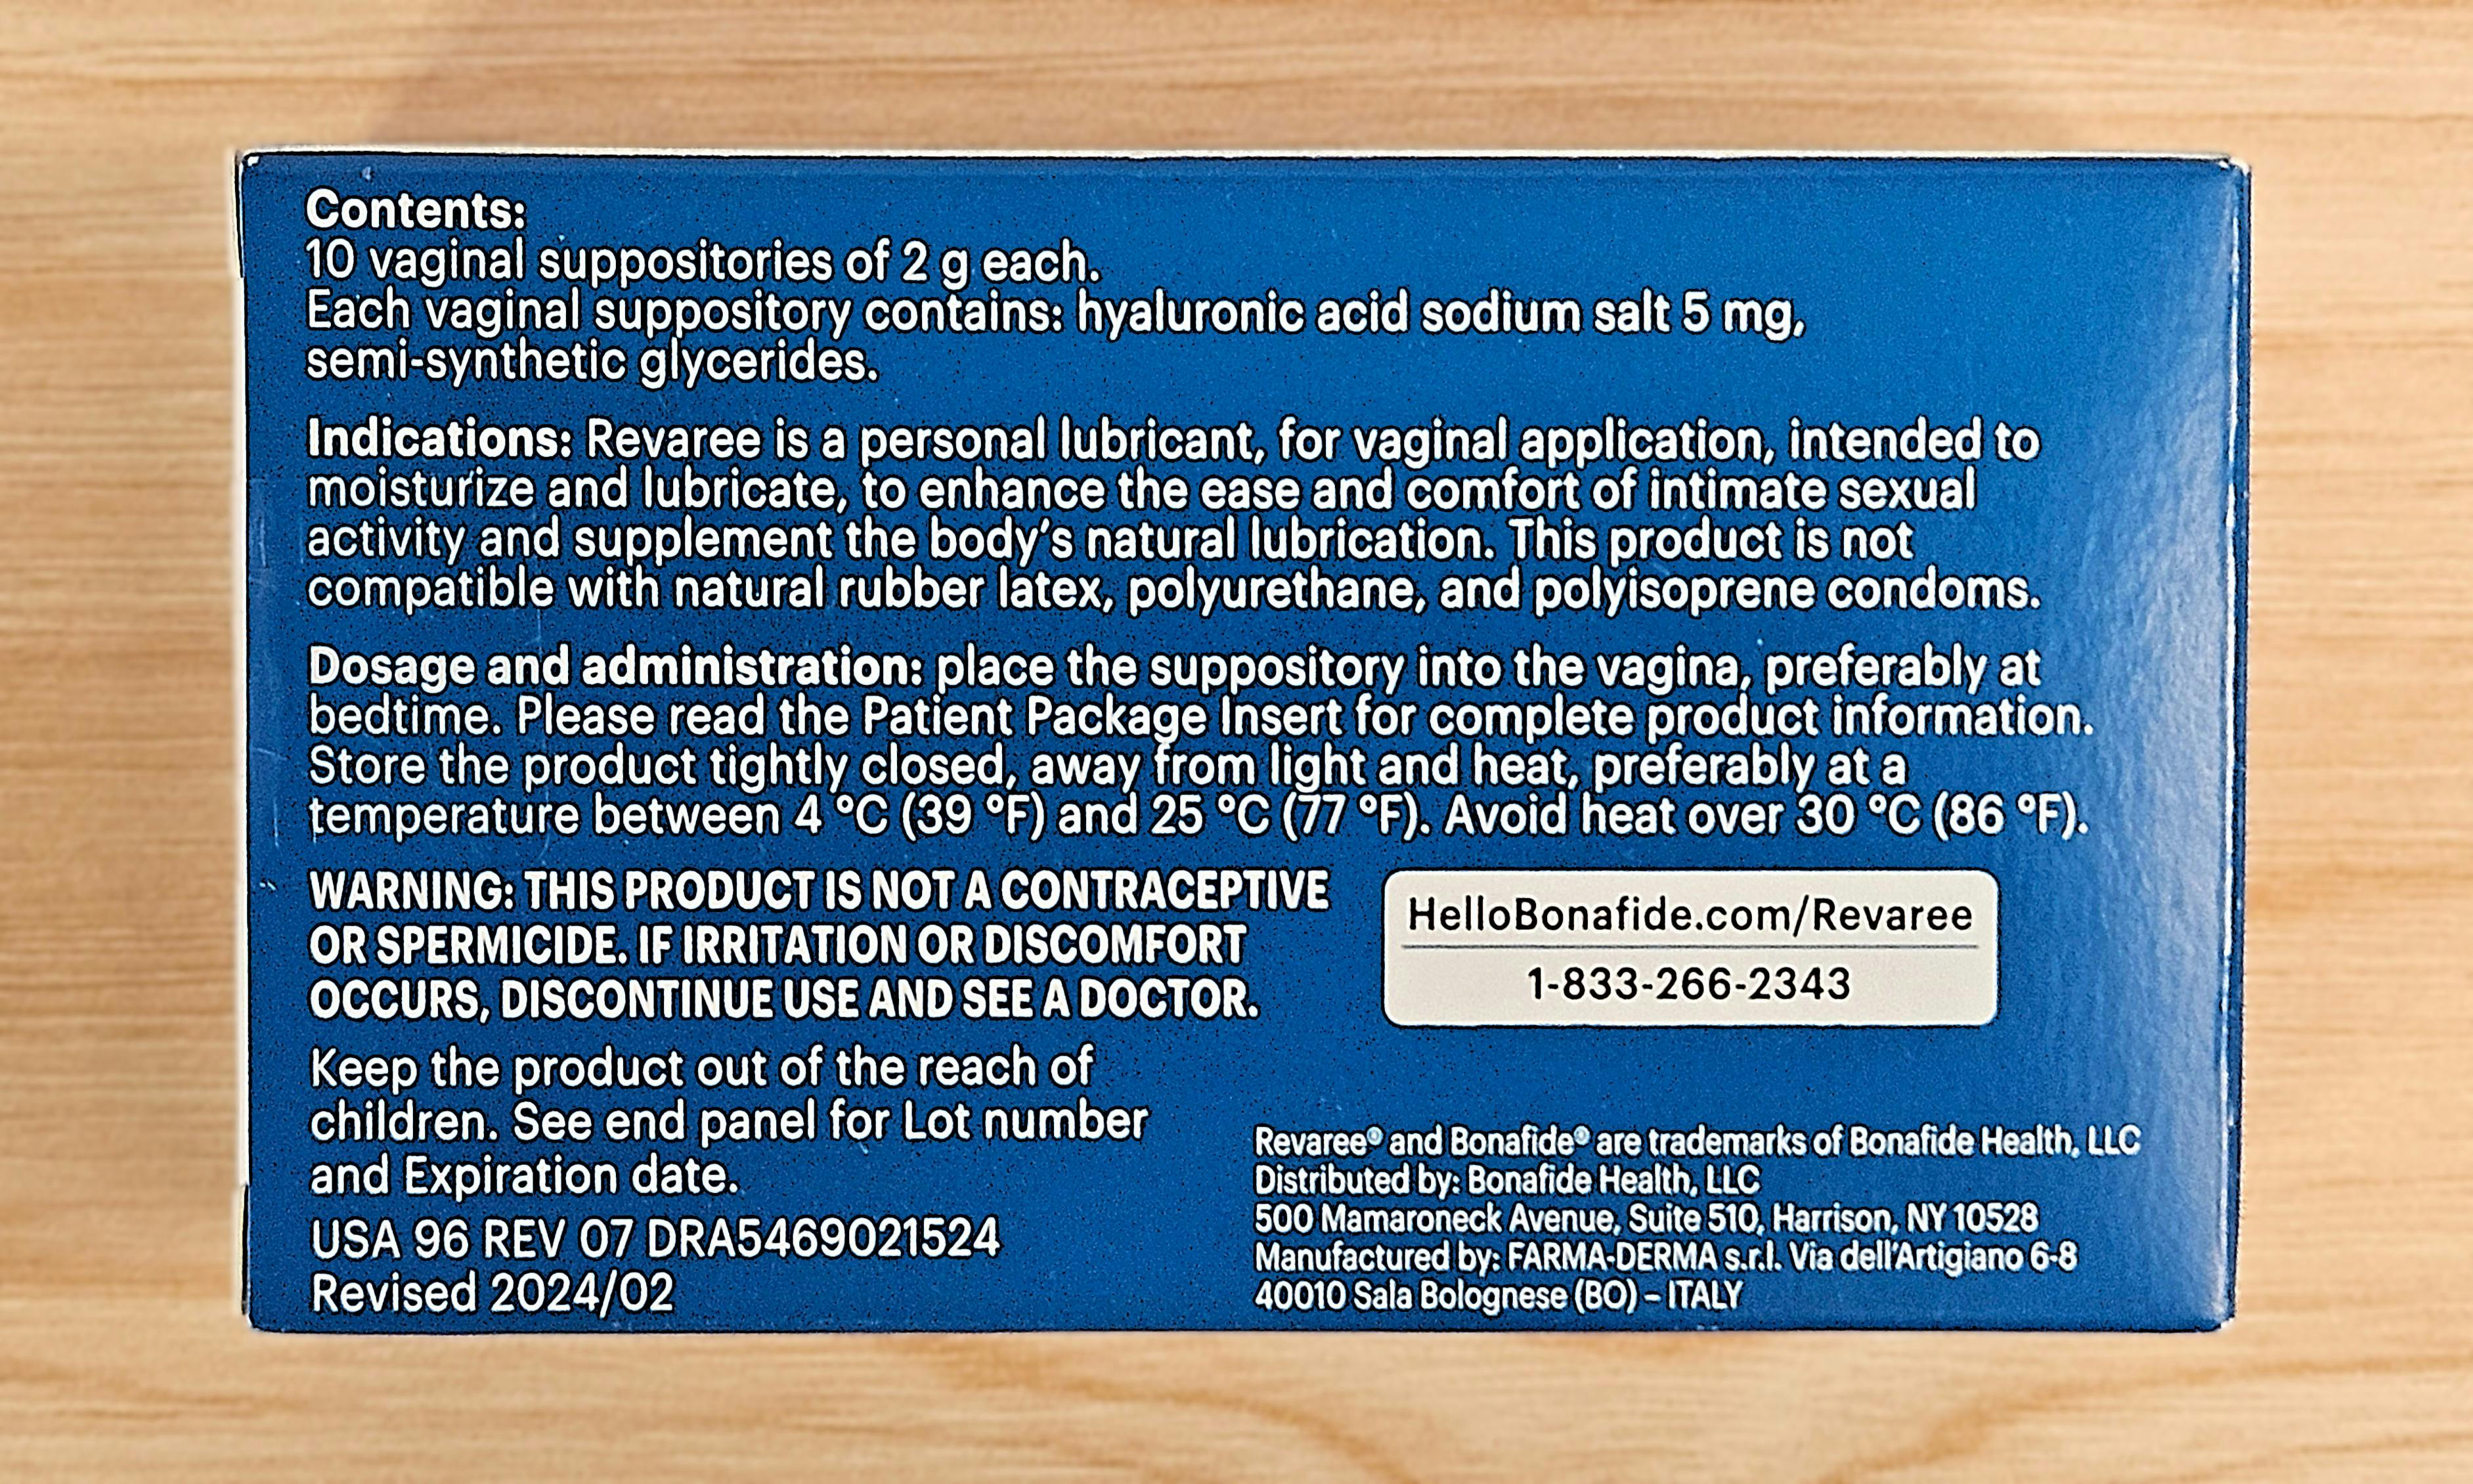 Contents:
10 vaginal suppositories of 2 g each.
Each vaginal suppository contains: hyaluronic acid sodium salt 5 mg,
semi-synthetic glycerides.
Indications: Revaree is a personal lubricant, for vaginal application, intended to
moisturize and lubricate, to enhance the ease and comfort of intimate sexual
activity and supplement the body's natural lubrication. This product is not
compatible with natural rubber latex, polyurethane, and polyisoprene condoms.
Dosage and administration: place the suppository into the vagina, preferably at
bedtime. Please read the Patient Package Insert for complete product information.
Store the product tightly closed, away from light and heat, preferably at a
temperature between 4 °C (39 °F) and 25 °C (77 °F). Avoid heat over 30 °C (86 °F).
WARNING: THIS PRODUCT IS NOT A CONTRACEPTIVE
OR SPERMICIDE. IF IRRITATION OR DISCOMFORT
OCCURS, DISCONTINUE USE AND SEE A DOCTOR.
Keep the product out of the reach of
children. See end panel for Lot number
and Expiration date.
USA 96 REV 07 DRA5469021524
Revised 2024/02
HelloBonafide.com/Revaree
1-833-266-2343
Revaree® and Bonafide® are trademarks of Bonafide Health, LLC
Distributed by: Bonafide Health, LLC
500 Mamaroneck Avenue, Suite 510, Harrison, NY 10528
Manufactured by: FARMA-DERMA s.r.l. Via dell'Artigiano 6-8
40010 Sala Bolognese (BO) – ITALY